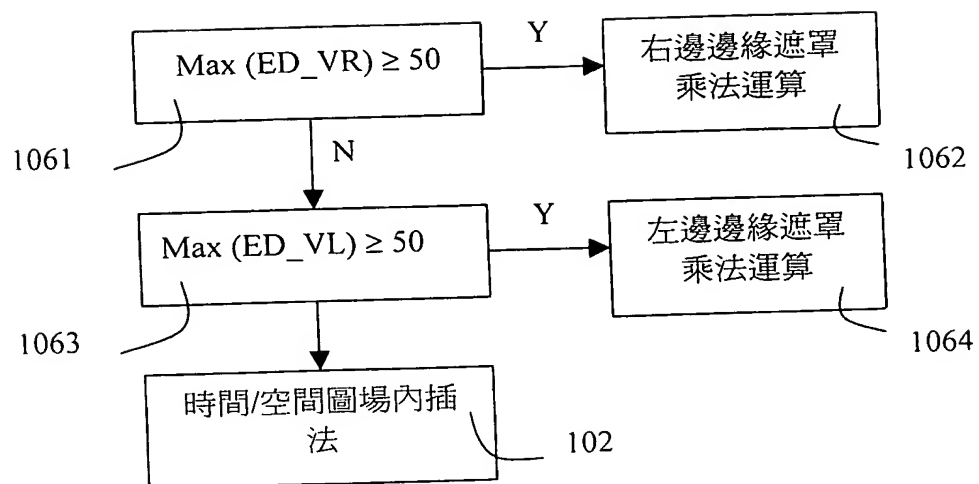 Max (ED_VR) ≥ 50
Y
右邊邊緣遮罩
乘法運算
1061
N
1062
Max (ED_VL) ≥ 50
Y
左邊邊緣遮罩
乘法運算
1063
1064
時間/空間圖場內插
法
102